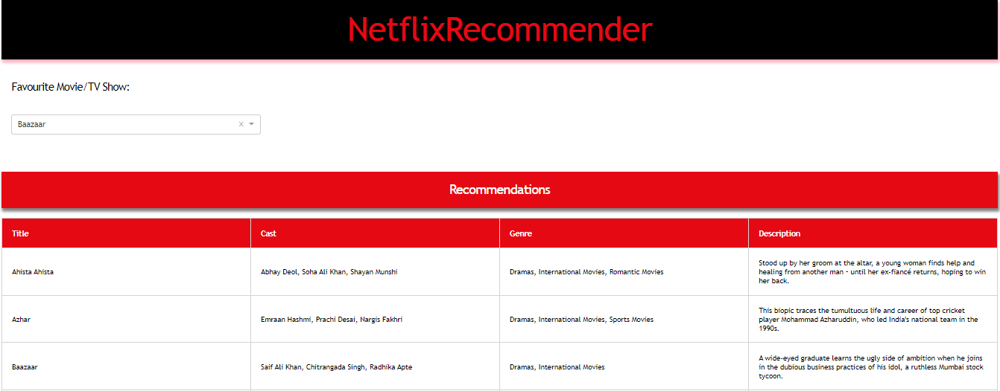 NetflixRecommender
Favourite Movie/TV Show:
Baazaar
Recommendations
Title Cast Genre Description
Ahista Ahista
Abhay Deol, Soha Ali Khan, Shayan Munshi
Dramas, International Movies, Romantic Movies
Stood up by her groom at the altar, a young woman finds help and
healing from another man – until her ex-fiancé returns, hoping to win
her back.
Azhar
Emraan Hashmi, Prachi Desai, Nargis Fakhri
Dramas, International Movies, Sports Movies
This biopic traces the tumultuous life and career of top cricket
player Mohammad Azharuddin, who led India's national team in the
1990s.
Baazaar
Saif Ali Khan, Chitrangada Singh, Radhika Apte
Dramas, International Movies
A wide-eyed graduate learns the ugly side of ambition when he joins
in the dubious business practices of his idol, a ruthless Mumbai stock
tycoon.